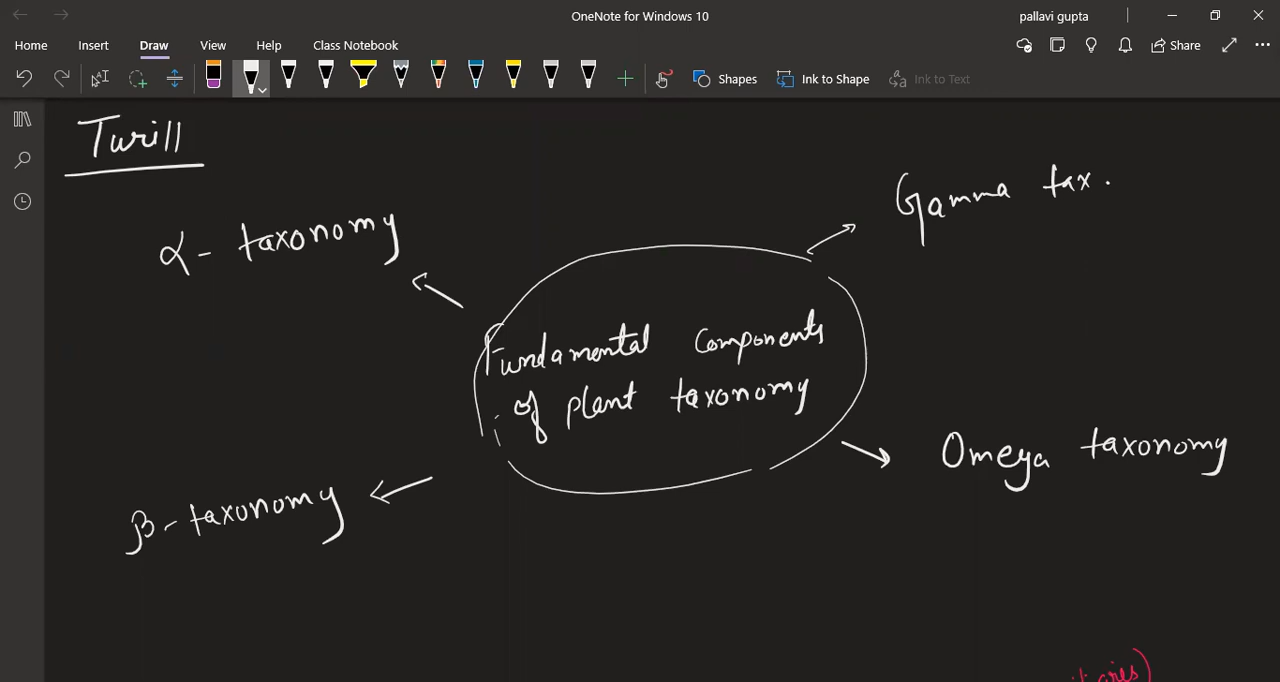 OneNote for Windows 10
pallavi gupta
Home Insert Draw View Help Class Notebook
Share
Shapes
Ink to Shape
Ink to Text
Turill
α- taxonomy
Gamma tax.
Fundamental components
of plant taxonomy
Omega taxonomy
β- taxonomy